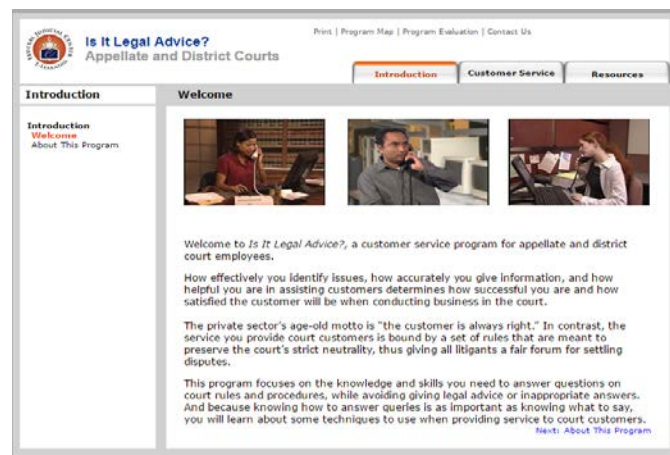 Print | Program Map | Program Evaluation | Contact Us
Is It Legal Advice?
Appellate and District Courts
Introduction
Customer Service
Resources
Introduction
Welcome
Introduction
Welcome
About This Program
Welcome to Is It Legal Advice?, a customer service program for appellate and district
court employees.
How effectively you identify issues, how accurately you give information, and how
helpful you are in assisting customers determines how successful you are and how
satisfied the customer will be when conducting business in the court.
The private sector's age-old motto is "the customer is always right." In contrast, the
service you provide court customers is bound by a set of rules that are meant to
preserve the court's strict neutrality, thus giving all litigants a fair forum for settling
disputes.
This program focuses on the knowledge and skills you need to answer questions on
court rules and procedures, while avoiding giving legal advice or inappropriate answers.
And because knowing how to answer queries is as important as knowing what to say,
you will learn about some techniques to use when providing service to court customers.
Next: About This Program